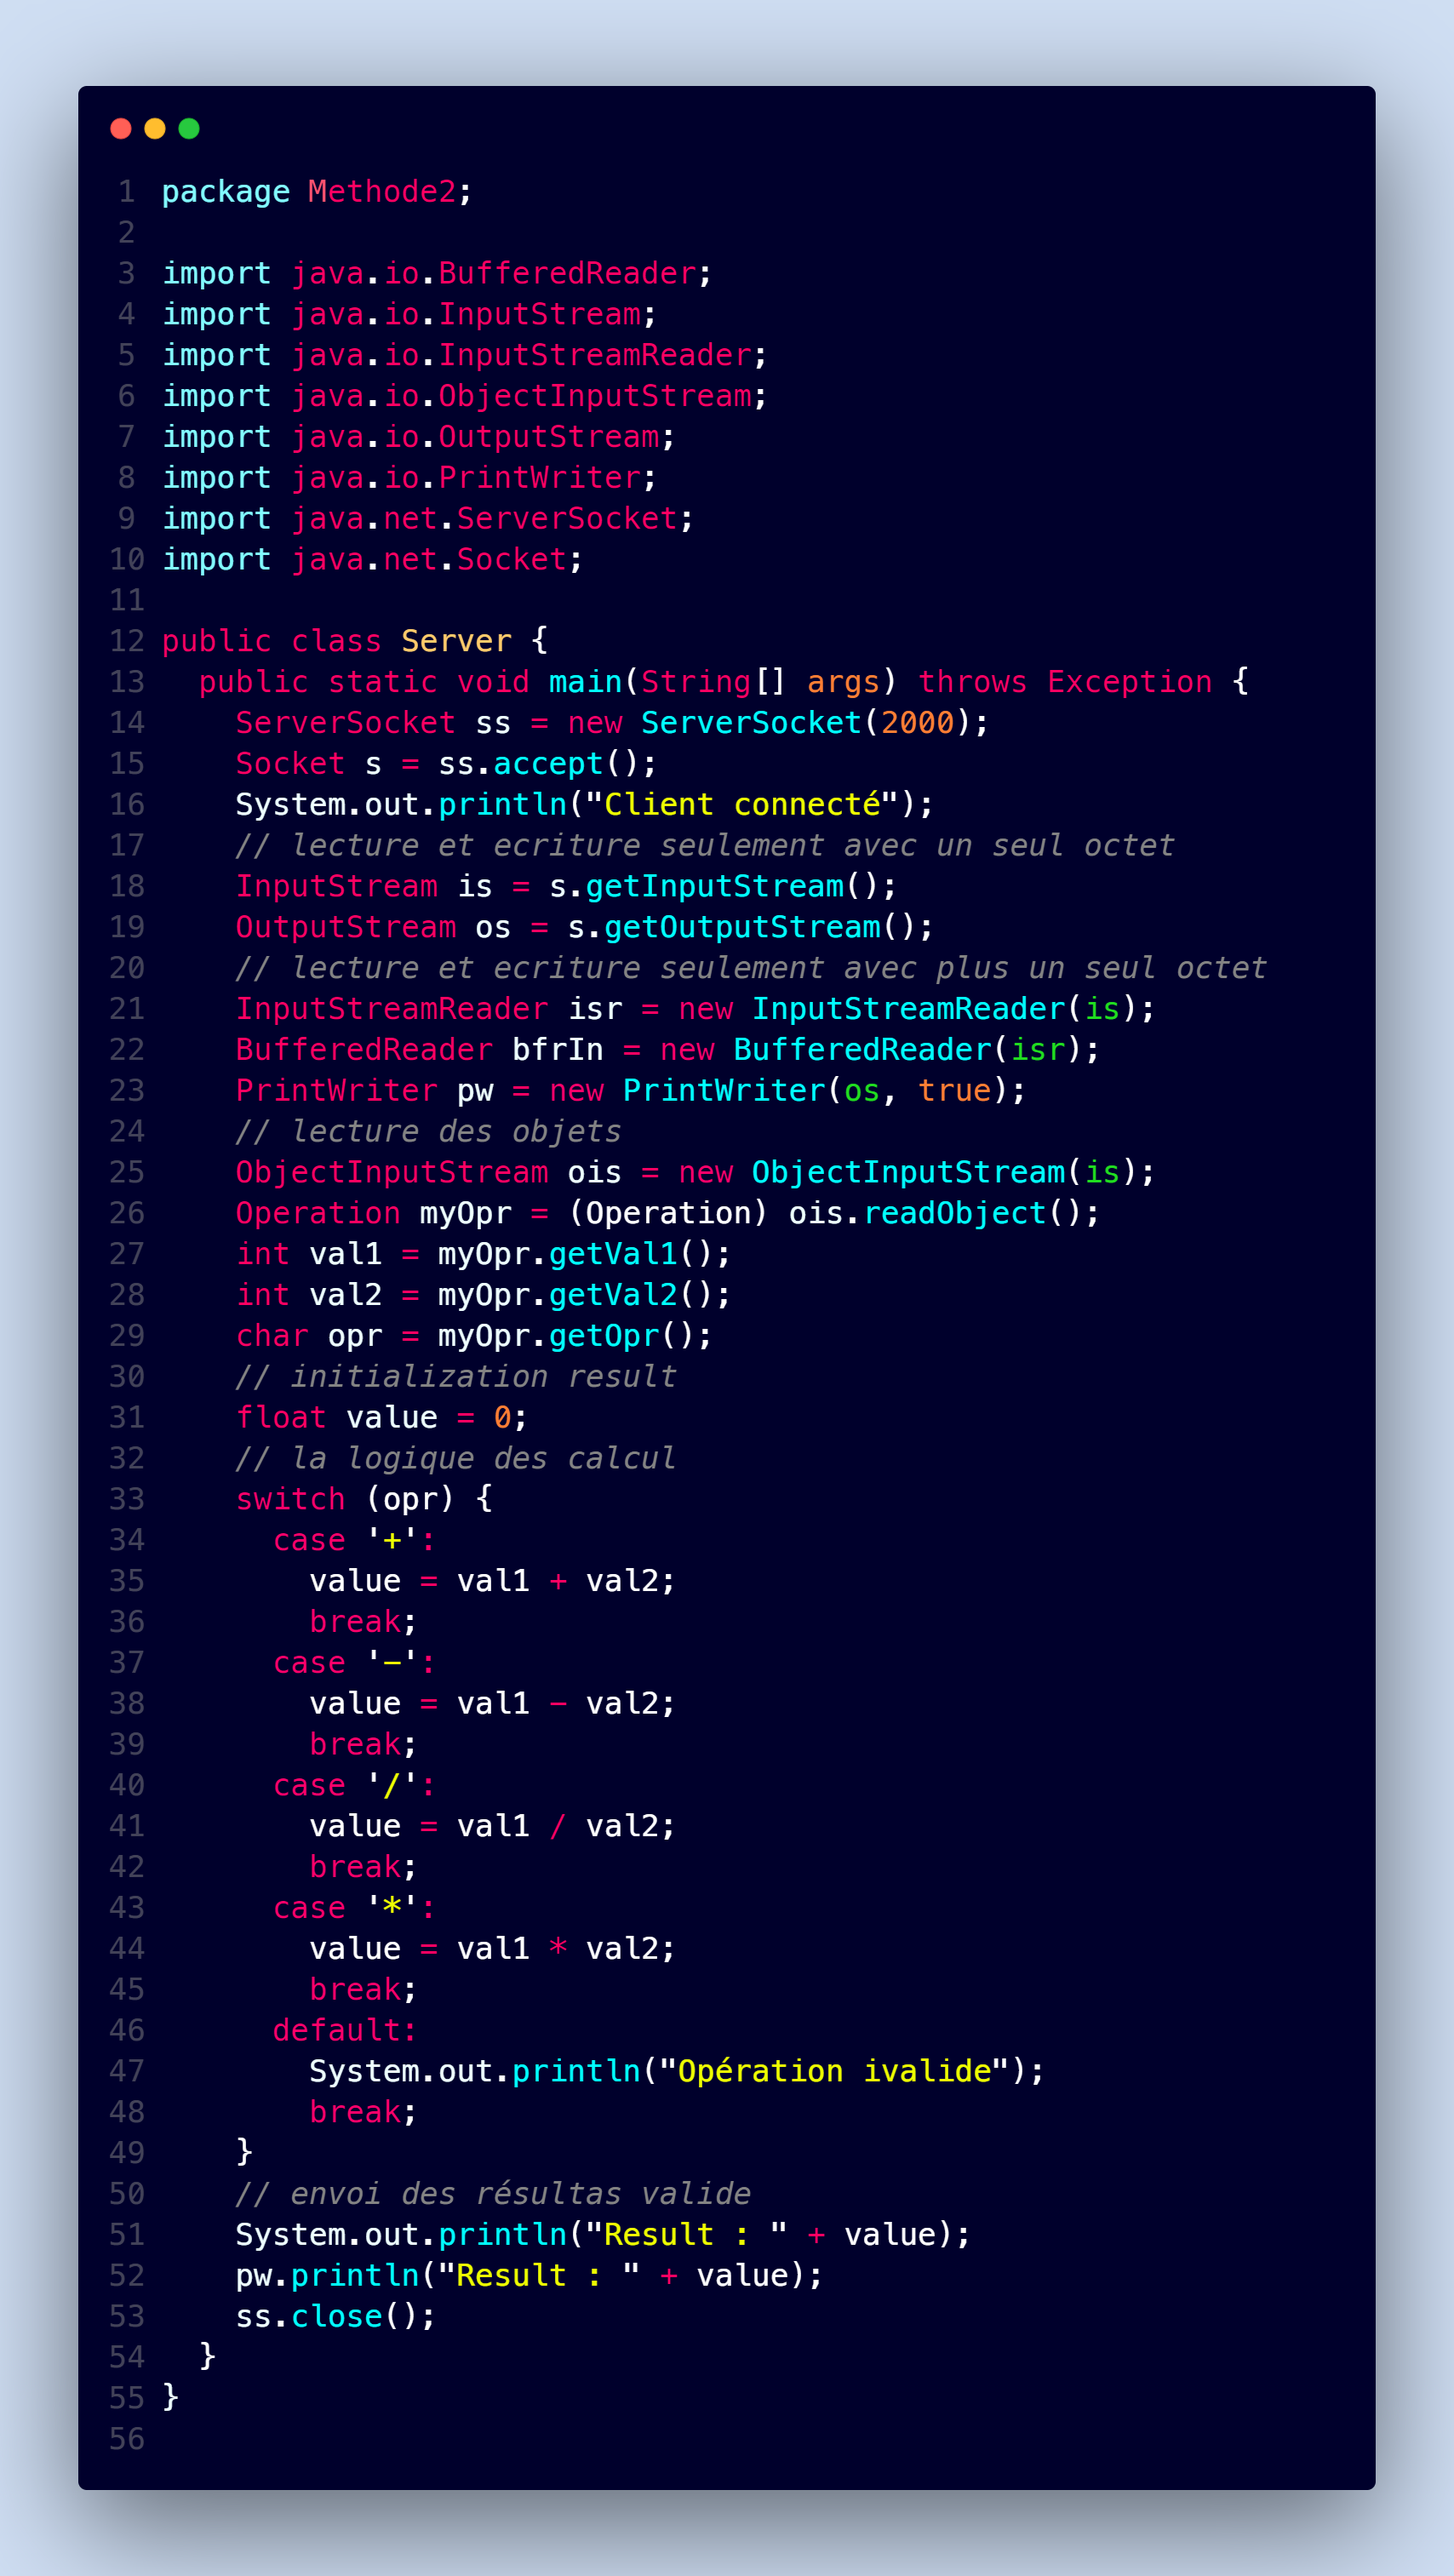 1 package Methode2;
2
3 import java.io.BufferedReader;
4 import java.io.InputStream;
5 import java.io.InputStreamReader;
6 import java.io.ObjectInputStream;
7 import java.io.OutputStream;
8 import java.io.PrintWriter;
9 import java.net.ServerSocket;
10 import java.net.Socket;
11
12 public class Server {
13   public static void main(String[] args) throws Exception {
14     ServerSocket ss = new ServerSocket(2000);
15     Socket s = ss.accept();
16     System.out.println("Client connecté");
17     // lecture et ecriture seulement avec un seul octet
18     InputStream is = s.getInputStream();
19     OutputStream os = s.getOutputStream();
20     // lecture et ecriture seulement avec plus un seul octet
21     InputStreamReader isr = new InputStreamReader(is);
22     BufferedReader bfrIn = new BufferedReader(isr);
23     PrintWriter pw = new PrintWriter(os, true);
24     // lecture des objets
25     ObjectInputStream ois = new ObjectInputStream(is);
26     Operation myOpr = (Operation) ois.readObject();
27     int val1 = myOpr.getVal1();
28     int val2 = myOpr.getVal2();
29     char opr = myOpr.getOpr();
30     // initialization result
31     float value = 0;
32     // la logique des calcul
33     switch (opr) {
34       case '+':
35         value = val1 + val2;
36         break;
37       case '-':
38         value = val1 - val2;
39         break;
40       case '/':
41         value = val1 / val2;
42         break;
43       case '*':
44         value = val1 * val2;
45         break;
46       default:
47         System.out.println("Opération ivalide");
48         break;
49     }
50     // envoi des résultas valide
51     System.out.println("Result : " + value);
52     pw.println("Result : " + value);
53     ss.close();
54   }
55 }
56